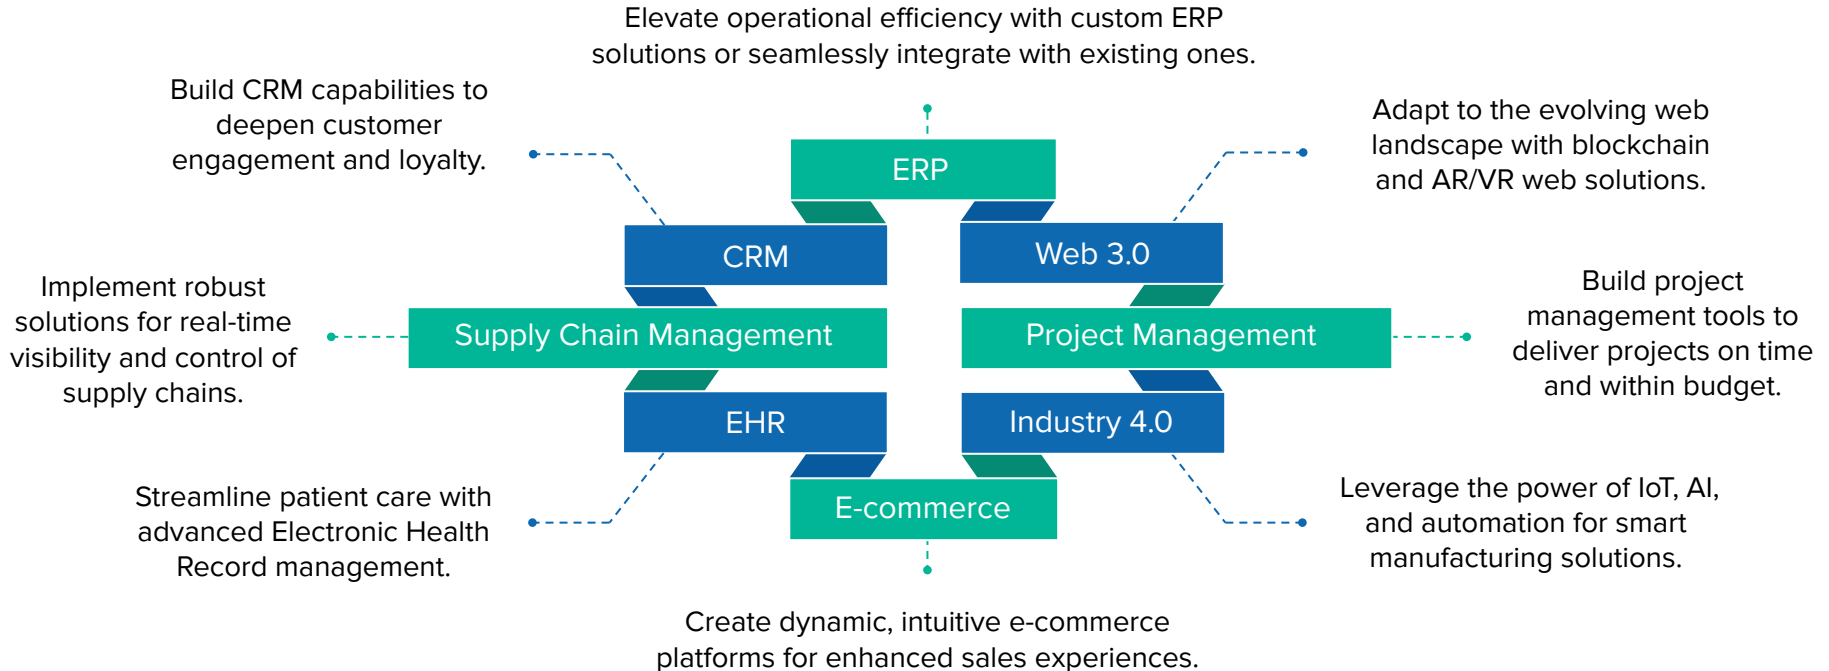 Elevate operational efficiency with custom ERP
solutions or seamlessly integrate with existing ones.
Build CRM capabilities to
deepen customer
engagement and loyalty.
Adapt to the evolving web
landscape with blockchain
and AR/VR web solutions.
ERP
CRM
Web 3.0
Implement robust
solutions for real-time
visibility and control of
supply chains.
Supply Chain Management
Project Management
Build project
management tools to
deliver projects on time
and within budget.
EHR
Industry 4.0
Streamline patient care with
advanced Electronic Health
Record management.
E-commerce
Leverage the power of IoT, AI,
and automation for smart
manufacturing solutions.
Create dynamic, intuitive e-commerce
platforms for enhanced sales experiences.